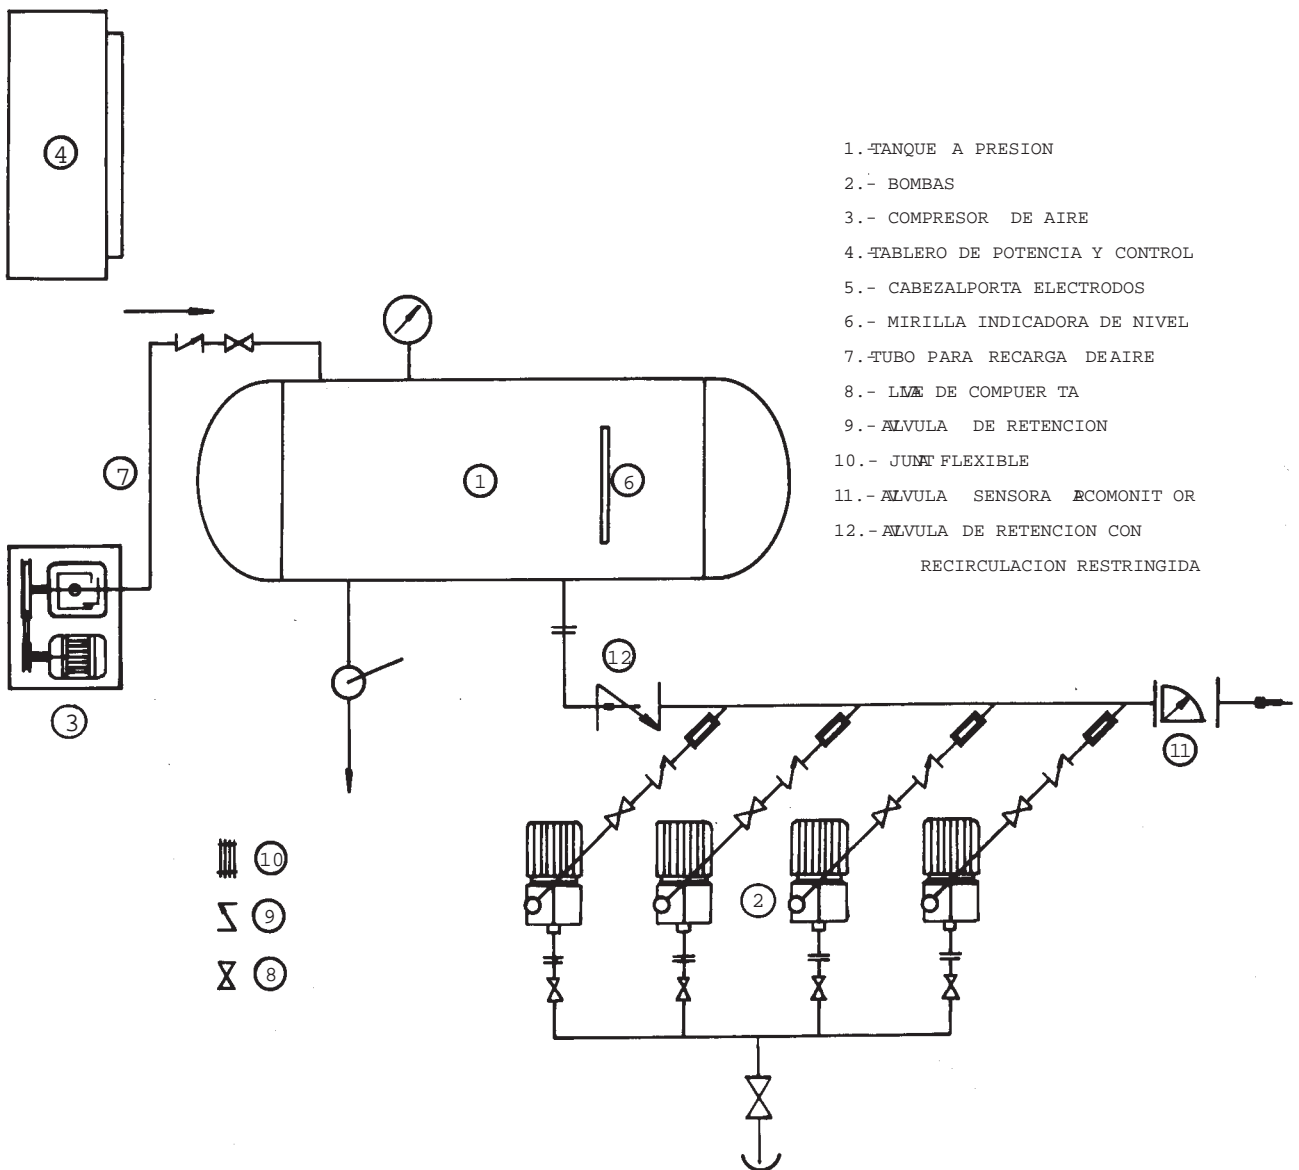 4
1.-TANQUE A PRESION
2.- BOMBAS
3.- COMPRESOR DE AIRE
4.-TABLERO DE POTENCIA Y CONTROL
5.- CABEZALPORTA ELECTRODOS
6.- MIRILLA INDICADORA DE NIVEL
7.-TUBO PARA RECARGA DEAIRE
8.- DE COMPUER TA
9.- DE RETENCION
10.- FLEXIBLE
11.- SENSORA OR
12.- DE RETENCION CON
RECIRCULACION RESTRINGIDA
7
1
6
12
3
11
10
9
8
2